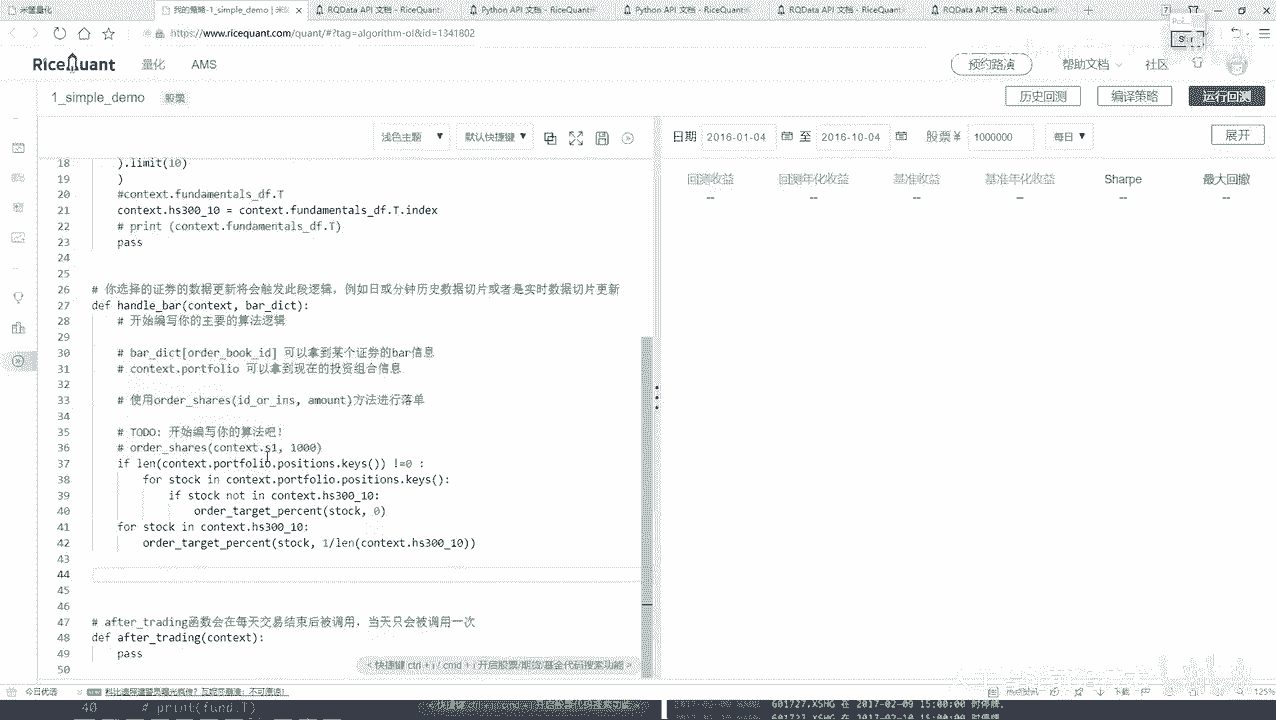 米筐量化
我的策略-1_simple_demo | 米筐
RQData API 文档 - RiceQuant
Python API 文档 - RiceQuant
Python API 文档 - RiceQuant
RQData API 文档 - RiceQuant
RQData API 文档 - RiceQuant
https://www.ricequant.com/quant/#?tag=algorithm-ol&id=1341802
RiceQuant
量化
AMS
预约路演
帮助文档
社区
1_simple_demo
股票
历史回测
编译策略
运行回测
浅色主题
默认快捷键
日期
2016-01-04
至
2016-10-04
股票 ¥
1000000
每日
展开
回测收益
回测年化收益
基准收益
基准年化收益
Sharpe
最大回撤
--
--
--
--
--
--
18 ).limit(10)
19 )
20 #context.fundamentals_df.T
21 context.hs300_10 = context.fundamentals_df.T.index
22 # print (context.fundamentals_df.T)
23 pass
24
25
26 # 你选择的证券的数据更新将会触发此段逻辑，例如日或分钟历史数据切片或者是实时数据切片更新
27 def handle_bar(context, bar_dict):
28 # 开始编写你的主要的算法逻辑
29
30 # bar_dict[order_book_id] 可以拿到某个证券的bar信息
31 # context.portfolio 可以拿到现在的投资组合信息
32
33 # 使用order_shares(id_or_ins, amount)方法进行落单
34
35 # TODO: 开始编写你的算法吧！
36 # order_shares(context.s1, 1000)
37 if len(context.portfolio.positions.keys()) !=0 :
38 for stock in context.portfolio.positions.keys():
39 if stock not in context.hs300_10:
40 order_target_percent(stock, 0)
41 for stock in context.hs300_10:
42 order_target_percent(stock, 1/len(context.hs300_10))
43
44
45
46
47 # after_trading函数会在每天交易结束后被调用，当天只会被调用一次
48 def after_trading(context):
49 pass
50
< 快捷键 ctrl + i / cmd + i 开启股票/期货/基金代码搜索功能 >
今日优选
125%
40 # print(fund.T)
601727.XSHG 在 2017-02-09 15:00:00 时停牌.
601727.XSHG 在 2017-02-10 15:00:00 时停牌.